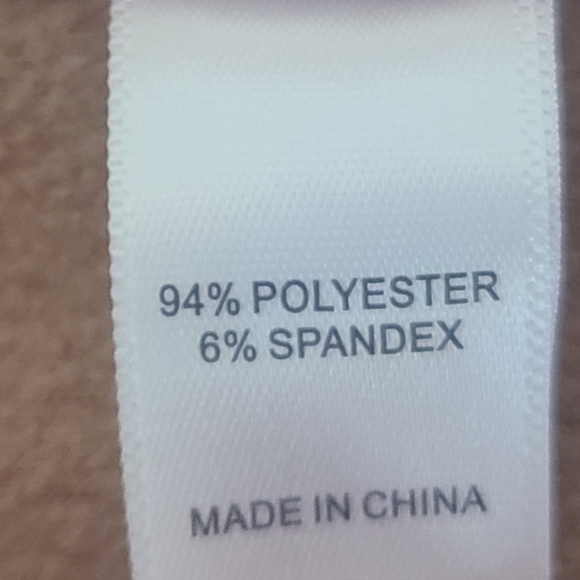 94% POLYESTER
6% SPANDEX
MADE IN CHINA